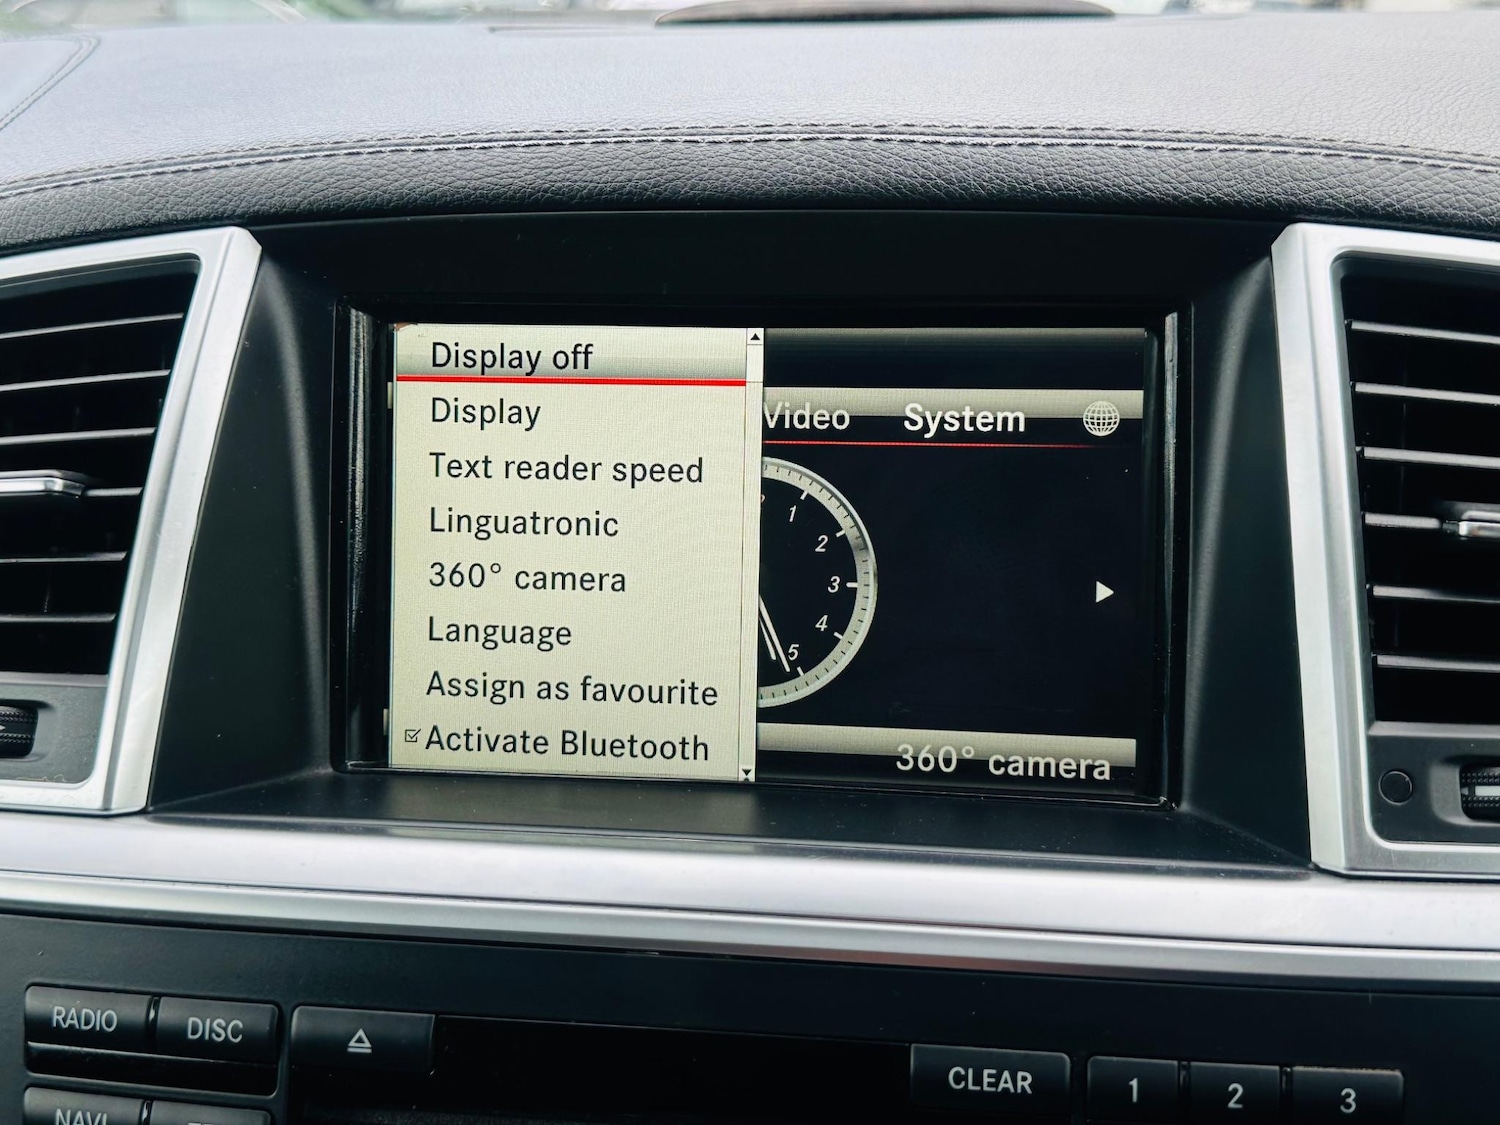 Display off
Display
Text reader speed
Linguatronic
360° camera
Language
Assign as favourite
Activate Bluetooth
Video System
1
2
3
4
5
360° camera
RADIO DISC
CLEAR 1 2 3
NAVI